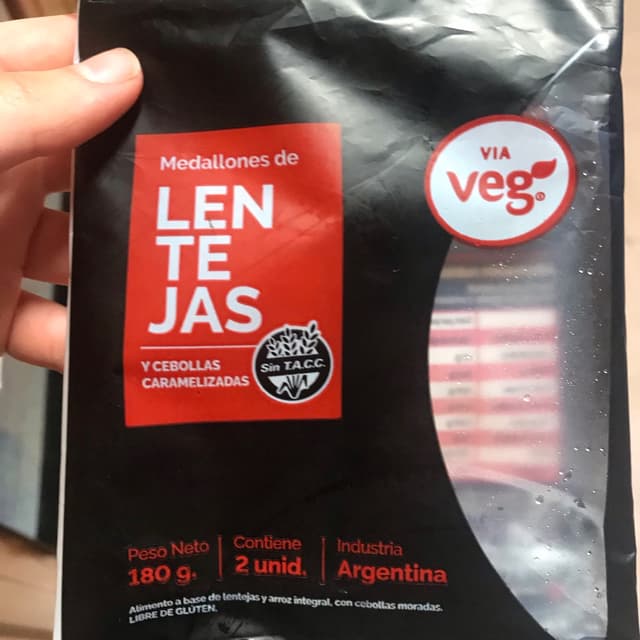 Medallones de
LEN
TE
JAS
Y CEBOLLAS
CARAMELIZADAS
Sin T.A.C.C.
VIA
veg
Peso Neto
180 g.
Contiene
2 unid.
Industria
Argentina
Alimento a base de lentejas y arroz integral, con cebollas moradas.
LIBRE DE GLUTEN.